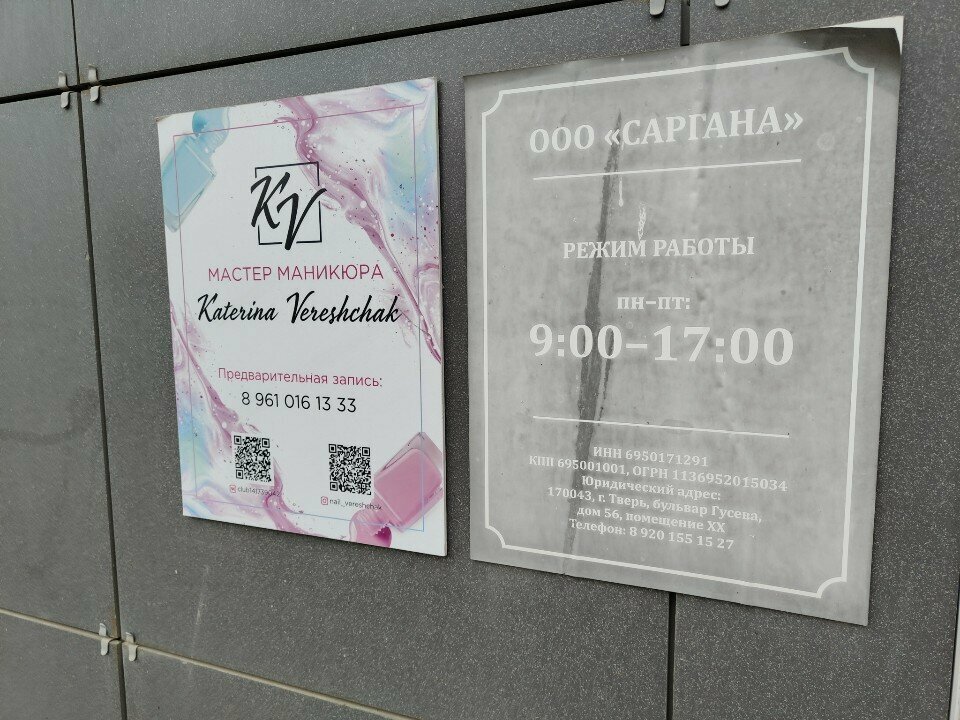 KV
МАСТЕР МАНИКЮРА
Katerina Vereshchak
Предварительная запись:
8 961 016 13 33
nail_vereshchak
ООО «САРГАНА»
РЕЖИМ РАБОТЫ
пн–пт:
9:00–17:00
ИНН 6950171291
КПП 695001001, ОГРН 1136952015034
Юридический адрес:
170043, г. Тверь, бульвар Гусева,
дом 56, помещение XX
Телефон: 8 920 155 15 27